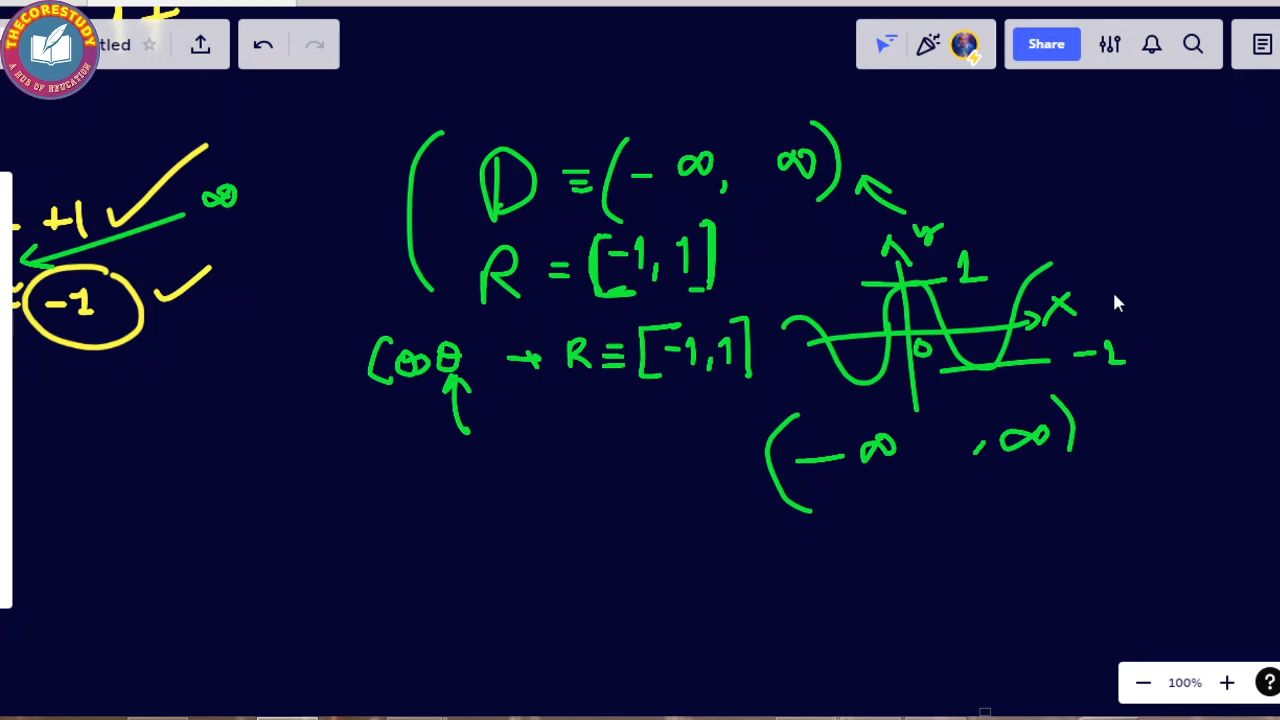 THECORESTUDY
A HUB OF EDUCATION
tled
Share
+1
∞
-1
D ≡ (-∞, ∞)
R = [-1, 1]
Cosθ → R ≡ [-1, 1]
y
1
x
0
-1
(-∞, ∞)
100%
?